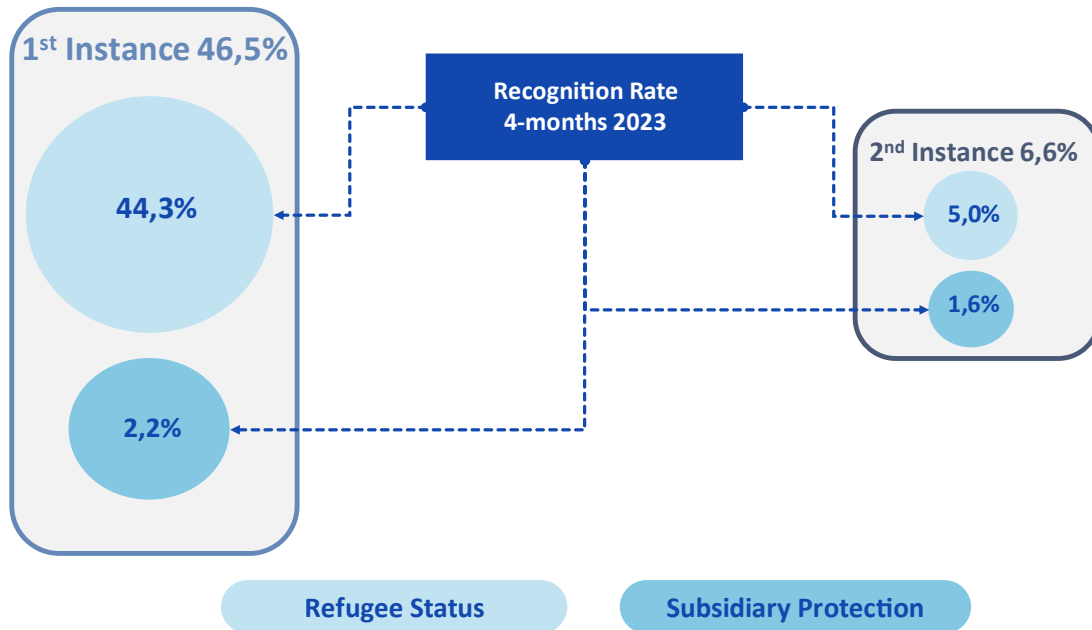 1st Instance 46,5%
44,3%
2,2%
Recognition Rate
4-months 2023
2nd Instance 6,6%
5,0%
1,6%
Refugee Status
Subsidiary Protection